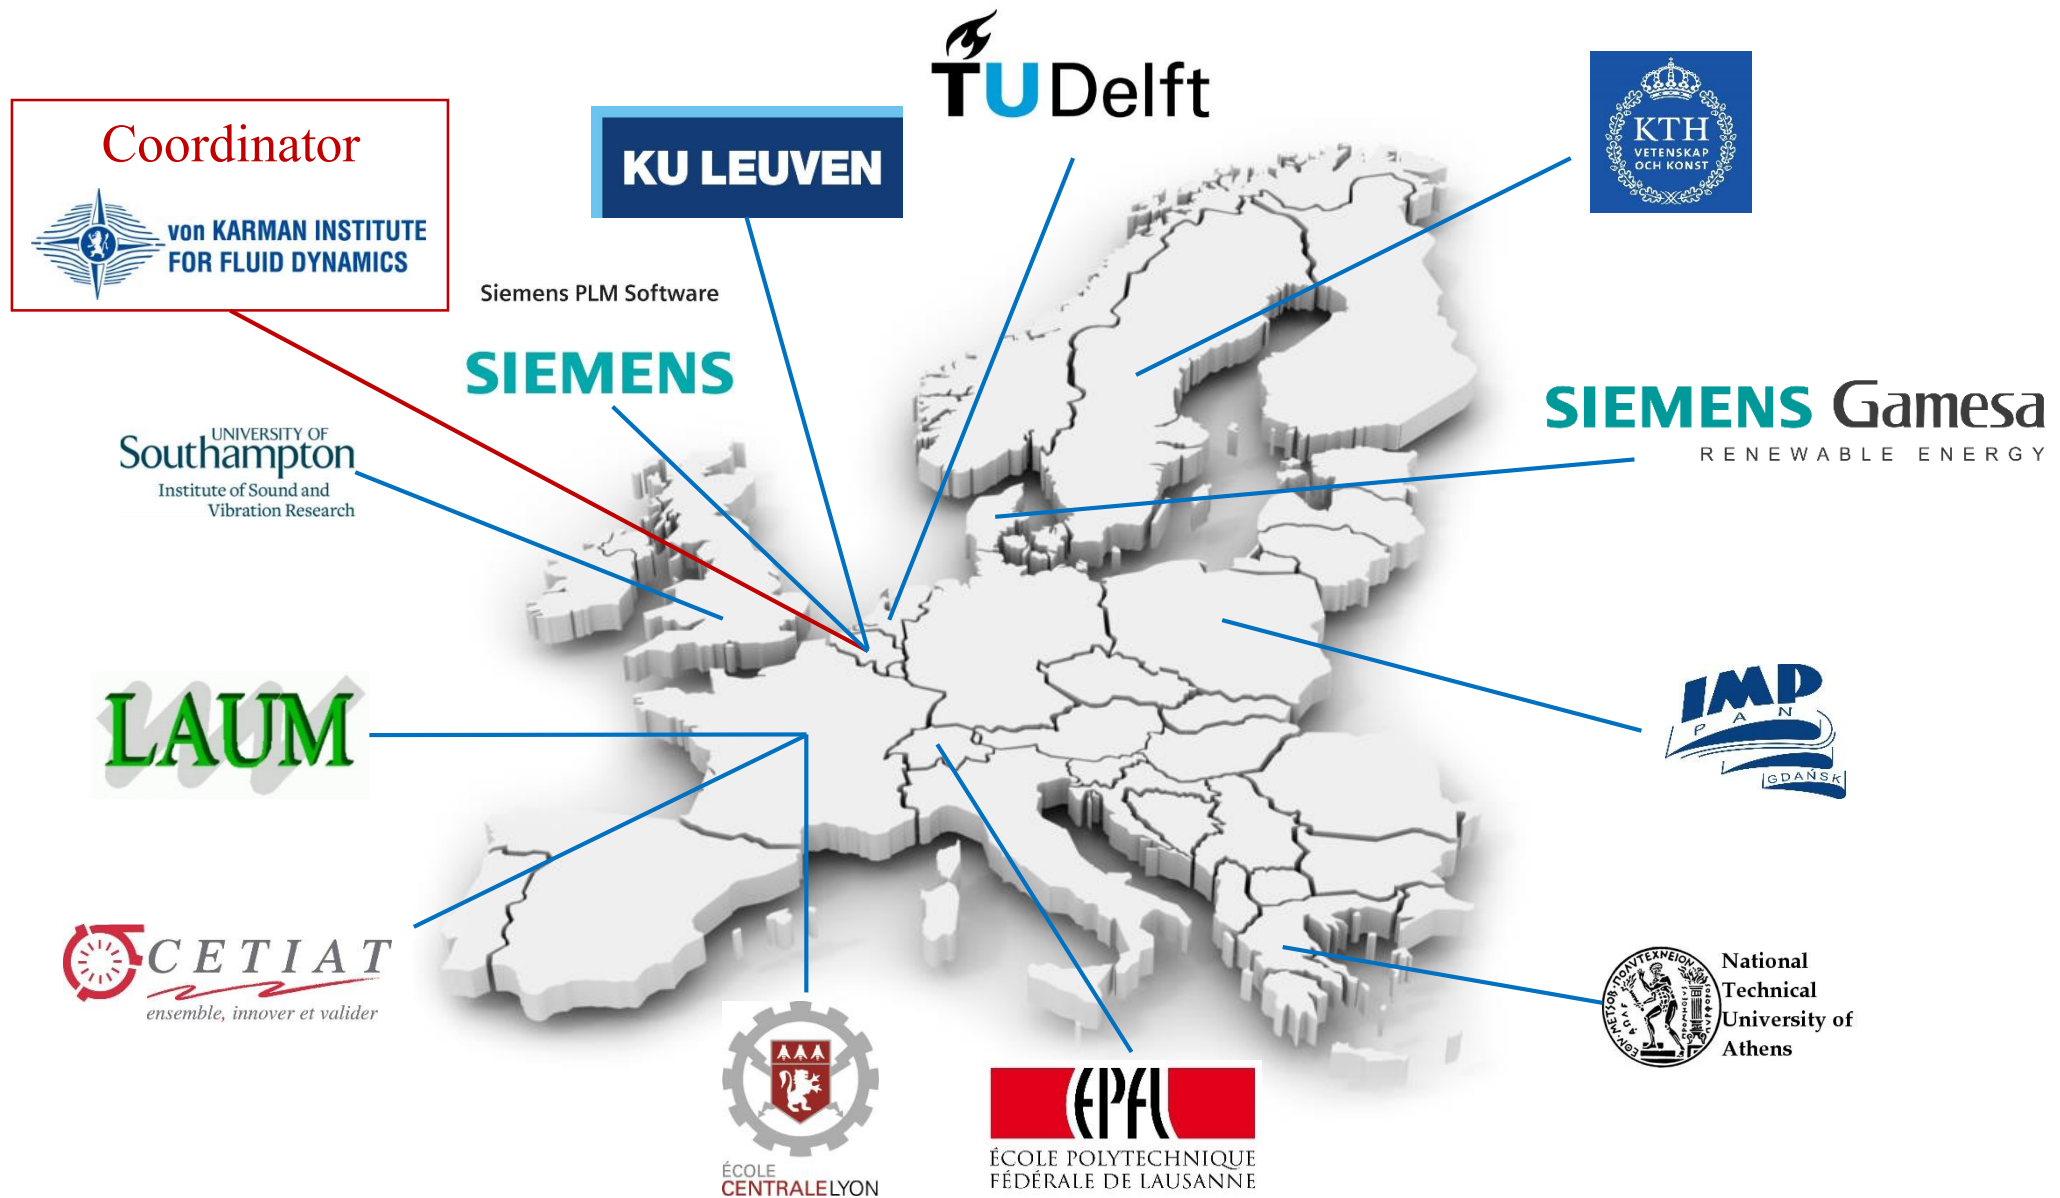 TU Delft
Coordinator
von KARMAN INSTITUTE
FOR FLUID DYNAMICS
KU LEUVEN
KTH
VETENSKAP
OCH KONST
Siemens PLM Software
SIEMENS
SIEMENS Gamesa
RENEWABLE ENERGY
UNIVERSITY OF
Southampton
Institute of Sound and
Vibration Research
LAUM
IMP
PAN
GDAŃSK
CETIAT
ensemble, innover et valider
National
Technical
University of
Athens
ÉCOLE
CENTRALELYON
EPFL
ÉCOLE POLYTECHNIQUE
FÉDÉRALE DE LAUSANNE